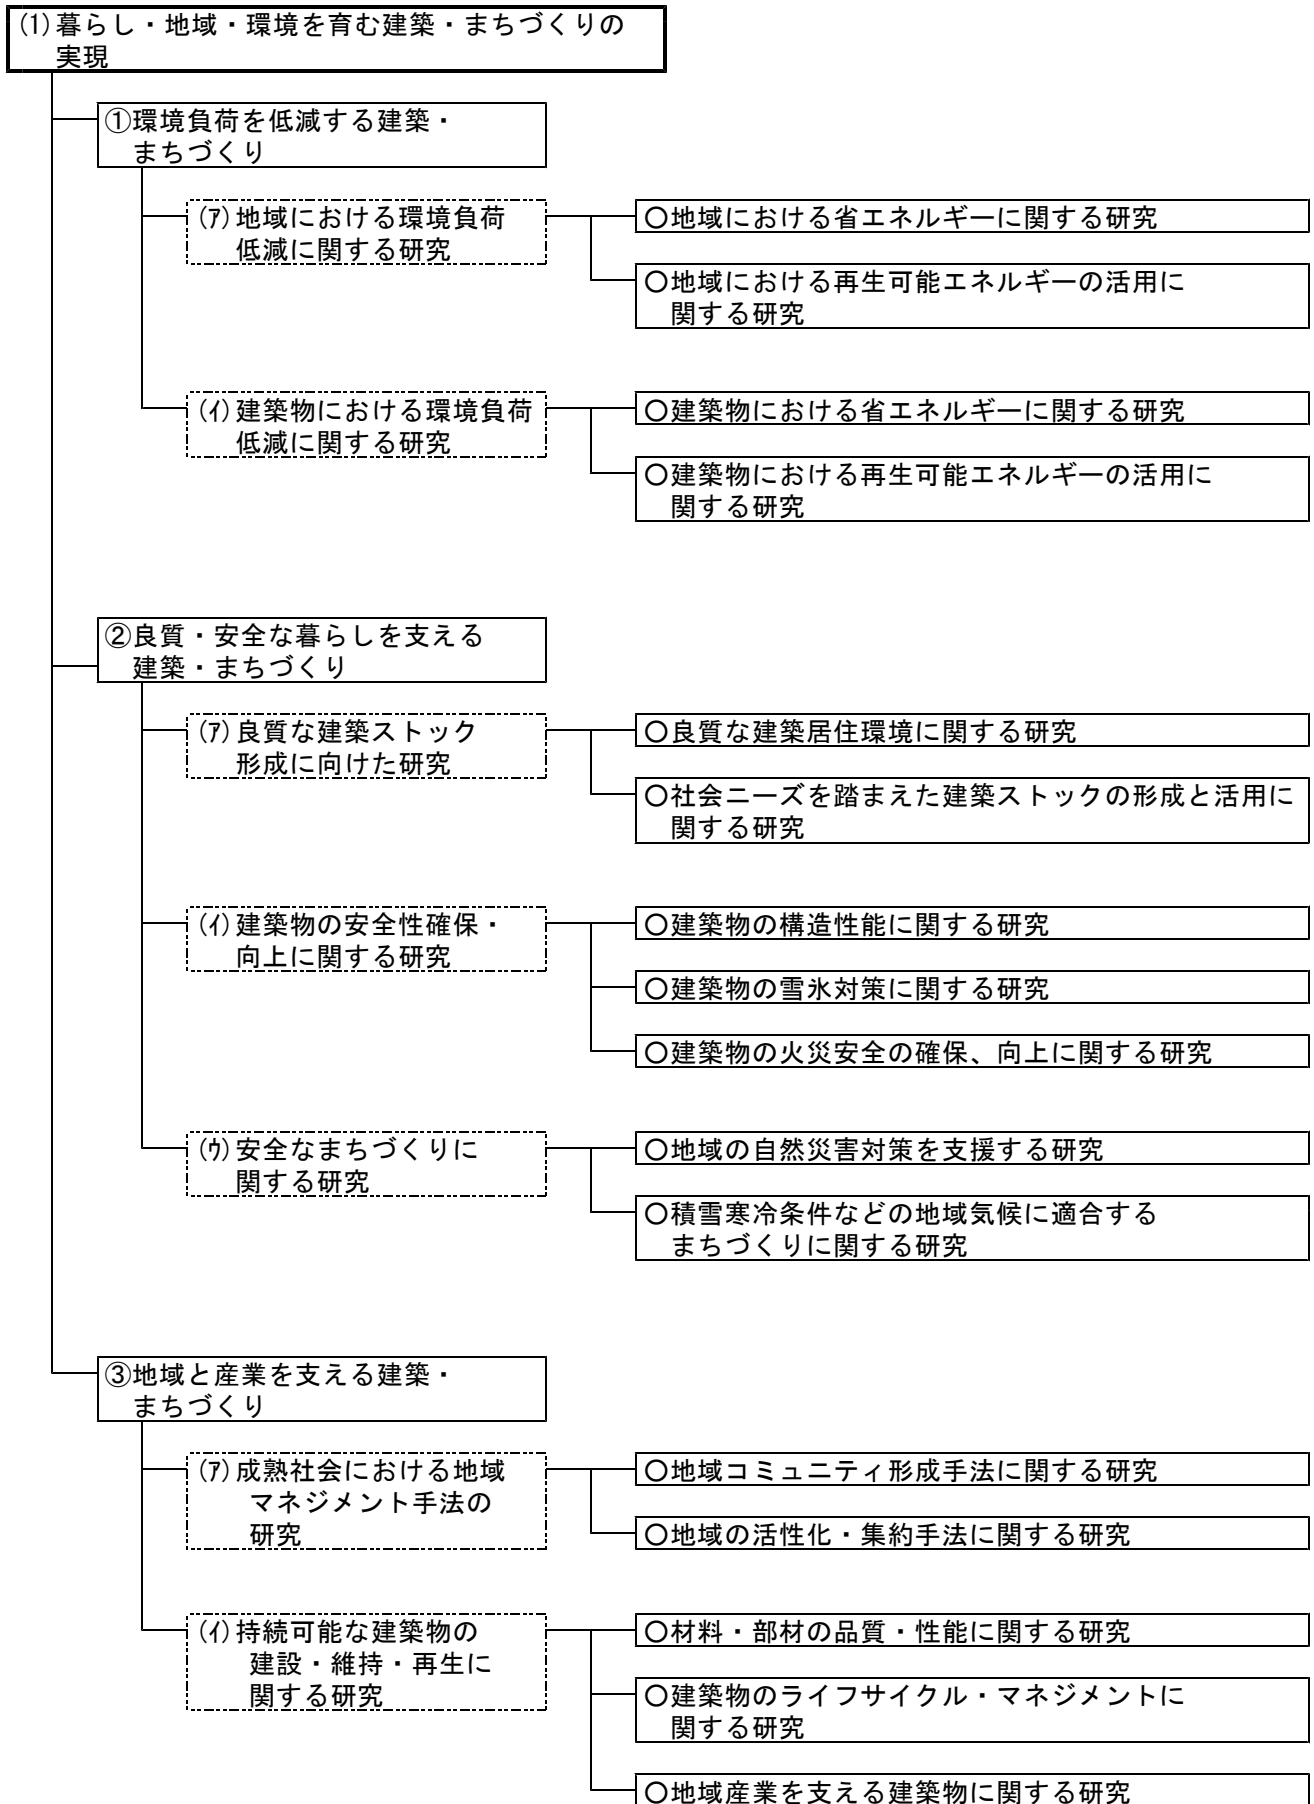 (1)暮らし・地域・環境を育む建築・まちづくりの
実現
①環境負荷を低減する建築・
まちづくり
(ｱ)地域における環境負荷
低減に関する研究
○地域における省エネルギーに関する研究
○地域における再生可能エネルギーの活用に
関する研究
(ｲ)建築物における環境負荷
低減に関する研究
○建築物における省エネルギーに関する研究
○建築物における再生可能エネルギーの活用に
関する研究
②良質・安全な暮らしを支える
建築・まちづくり
(ｱ)良質な建築ストック
形成に向けた研究
○良質な建築居住環境に関する研究
○社会ニーズを踏まえた建築ストックの形成と活用に
関する研究
(ｲ)建築物の安全性確保・
向上に関する研究
○建築物の構造性能に関する研究
○建築物の雪氷対策に関する研究
○建築物の火災安全の確保、向上に関する研究
(ｳ)安全なまちづくりに
関する研究
○地域の自然災害対策を支援する研究
○積雪寒冷条件などの地域気候に適合する
まちづくりに関する研究
③地域と産業を支える建築・
まちづくり
(ｱ)成熟社会における地域
マネジメント手法の
研究
○地域コミュニティ形成手法に関する研究
○地域の活性化・集約手法に関する研究
(ｲ)持続可能な建築物の
建設・維持・再生に
関する研究
○材料・部材の品質・性能に関する研究
○建築物のライフサイクル・マネジメントに
関する研究
○地域産業を支える建築物に関する研究